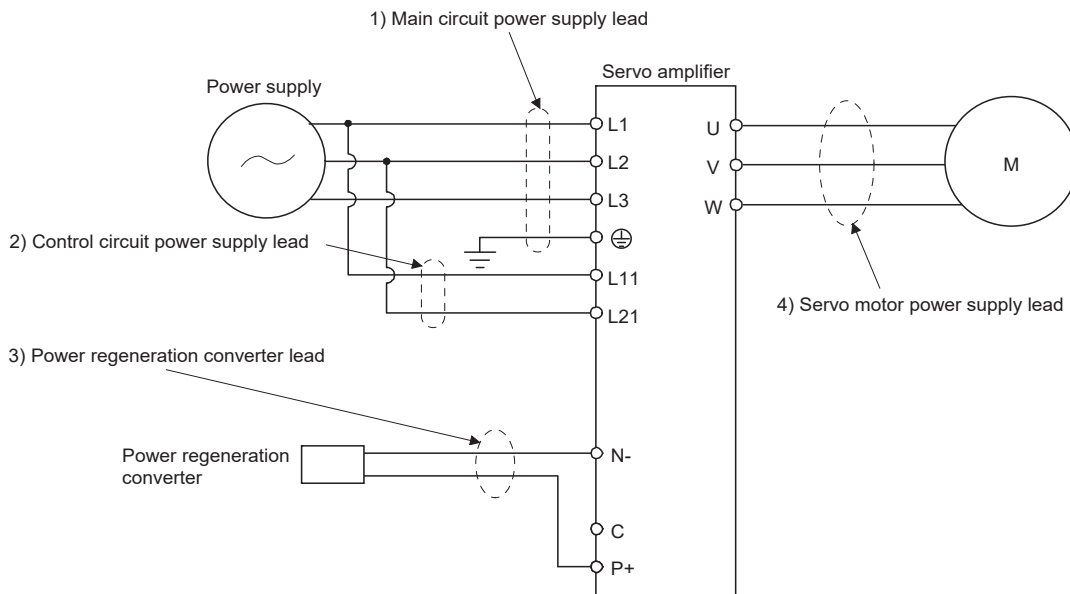 1) Main circuit power supply lead
Servo amplifier
Power supply
L1
U
L2
V
M
L3
W
2) Control circuit power supply lead
L11
4) Servo motor power supply lead
L21
3) Power regeneration converter lead
Power regeneration
converter
N-
C
P+